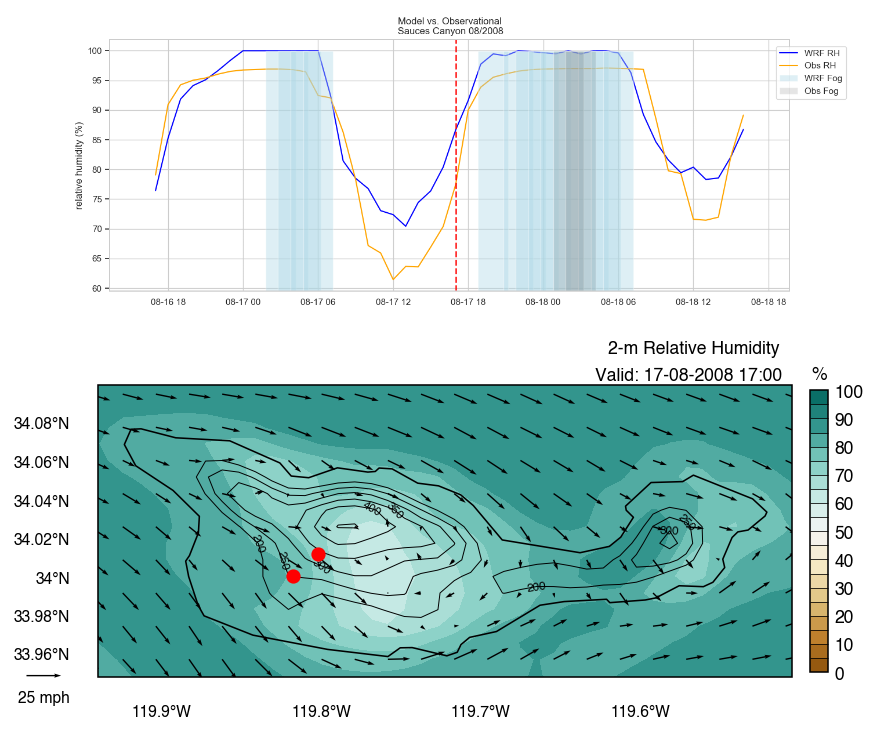 Model vs. Observational
Sauces Canyon 08/2008
relative humidity (%)
100
95
90
85
80
75
70
65
60
08-16 18
08-17 00
08-17 06
08-17 12
08-17 18
08-18 00
08-18 06
08-18 12
08-18 18
WRF RH
Obs RH
WRF Fog
Obs Fog
2-m Relative Humidity
Valid: 17-08-2008 17:00
%
34.08°N
34.06°N
34.04°N
34.02°N
34°N
33.98°N
33.96°N
25 mph
119.9°W
119.8°W
119.7°W
119.6°W
100
90
80
70
60
50
40
30
20
10
0
400
200
300
200